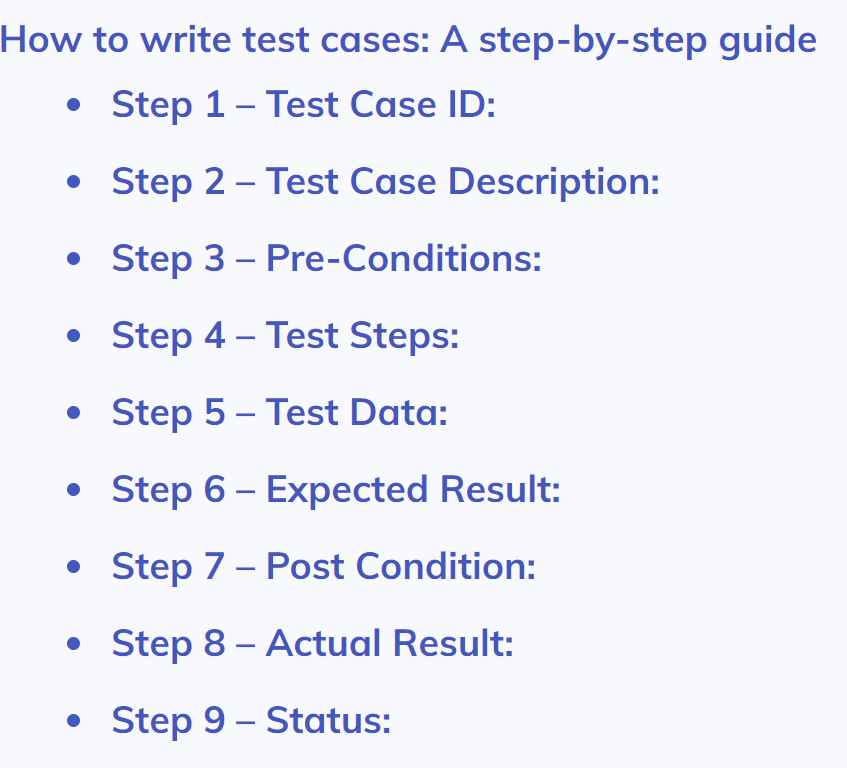 How to write test cases: A step-by-step guide
• Step 1 – Test Case ID:
• Step 2 – Test Case Description:
• Step 3 – Pre-Conditions:
• Step 4 – Test Steps:
• Step 5 – Test Data:
• Step 6 – Expected Result:
• Step 7 – Post Condition:
• Step 8 – Actual Result:
• Step 9 – Status: